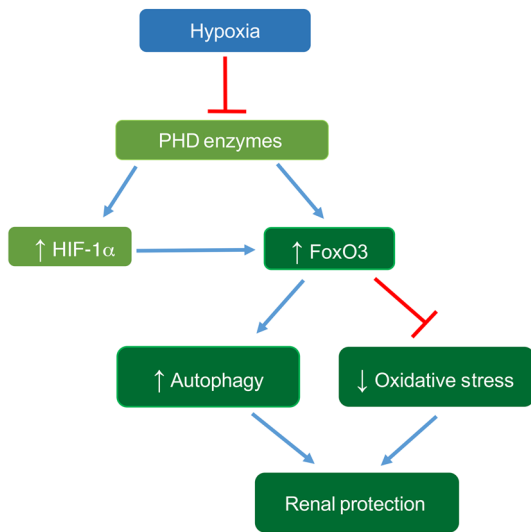 Hypoxia
PHD enzymes
↑ HIF-1α
↑ FoxO3
↑ Autophagy
↓ Oxidative stress
Renal protection